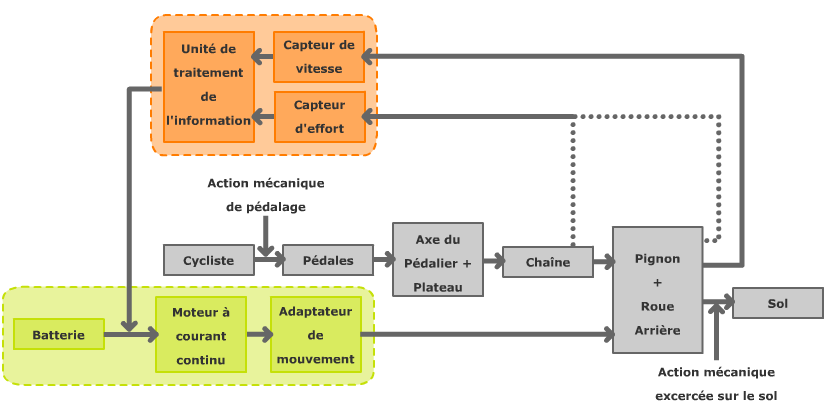 Unité de
traitement
de
l'information
Capteur de
vitesse
Capteur
d'effort
Action mécanique
de pédalage
Cycliste
Pédales
Axe du
Pédalier +
Plateau
Chaîne
Pignon
+
Roue
Arrière
Sol
Batterie
Moteur à
courant
continu
Adaptateur
de
mouvement
Action mécanique
excercée sur le sol